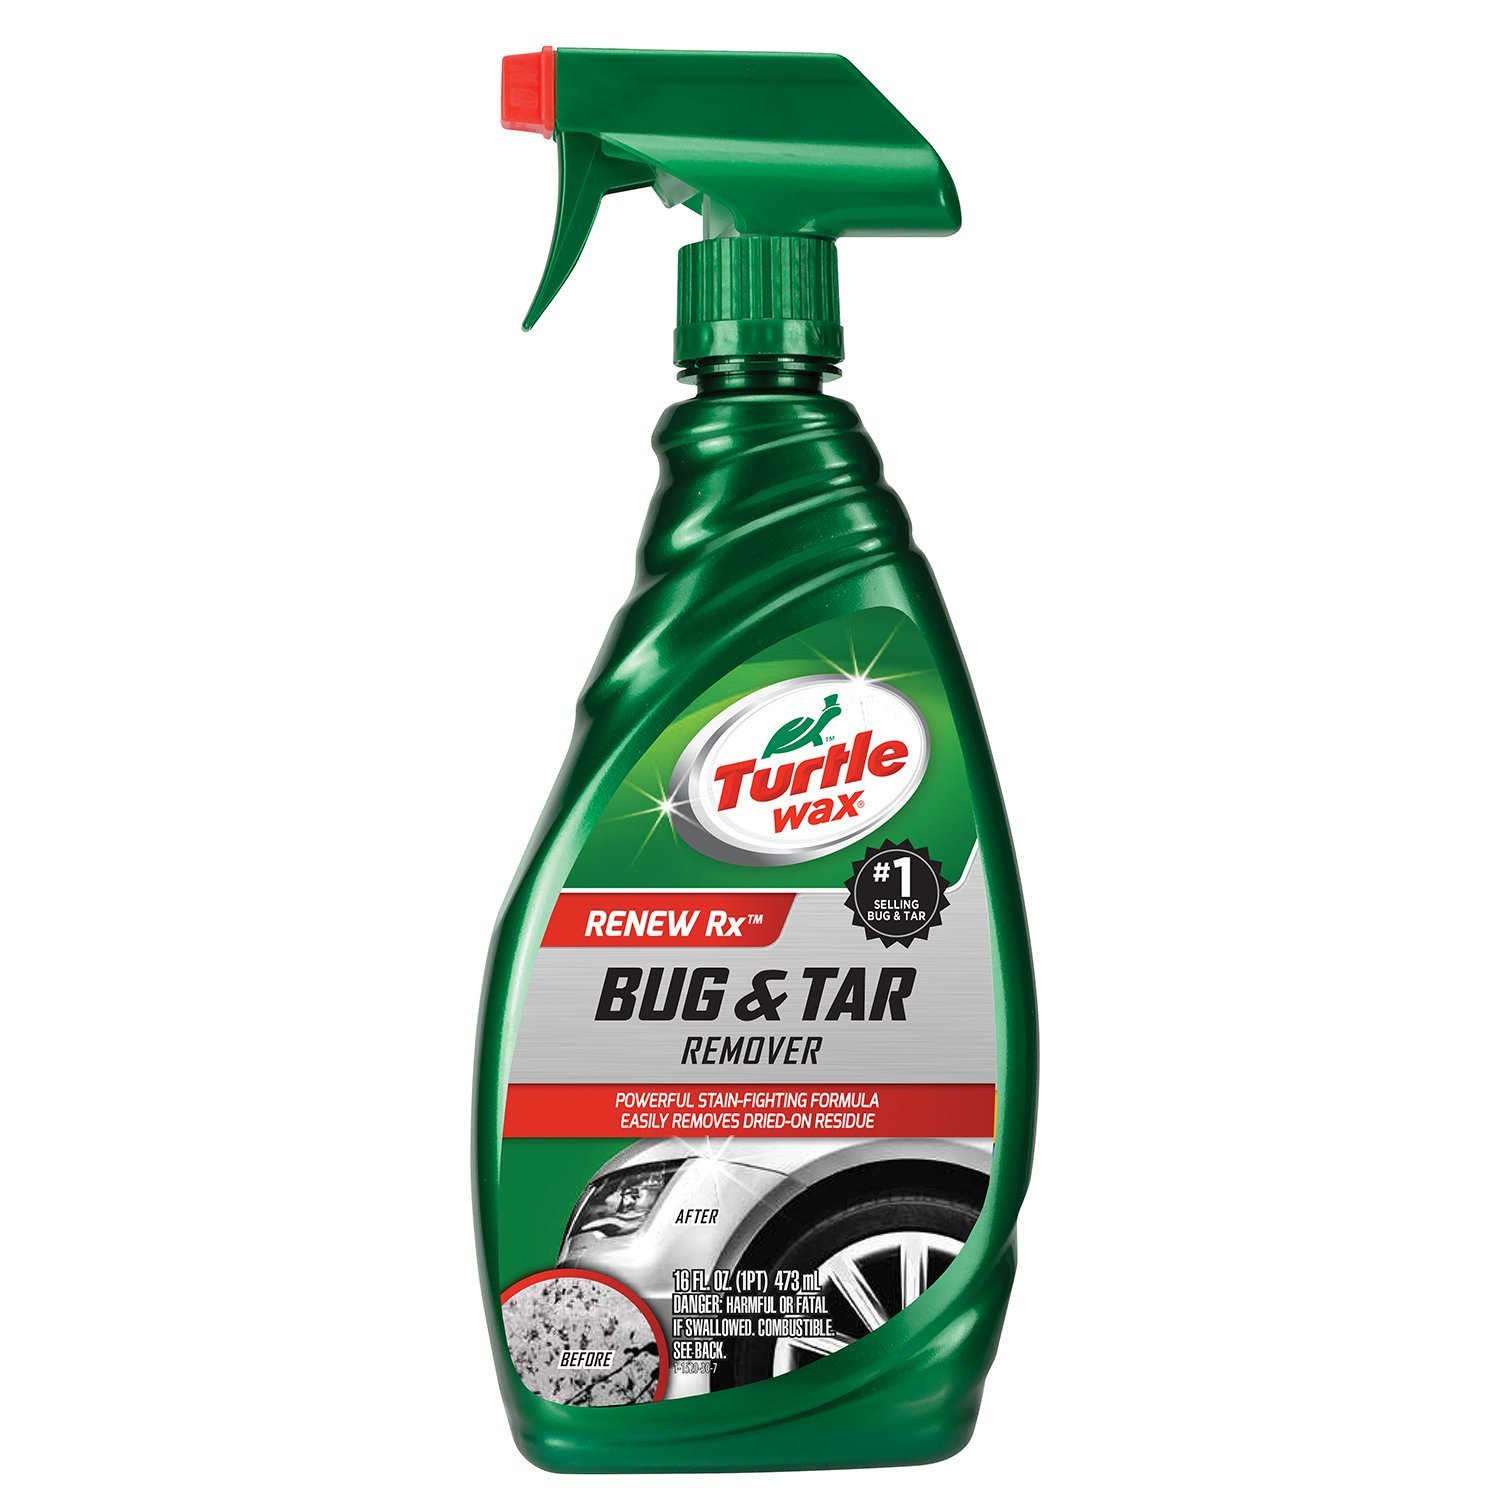 Turtle™
wax®
#1
SELLING
BUG & TAR
RENEW Rx™
BUG & TAR
REMOVER
POWERFUL STAIN-FIGHTING FORMULA
EASILY REMOVES DRIED-ON RESIDUE
AFTER
BEFORE
16 FL. OZ. (1PT) 473 mL
DANGER: HARMFUL OR FATAL
IF SWALLOWED. COMBUSTIBLE.
SEE BACK.